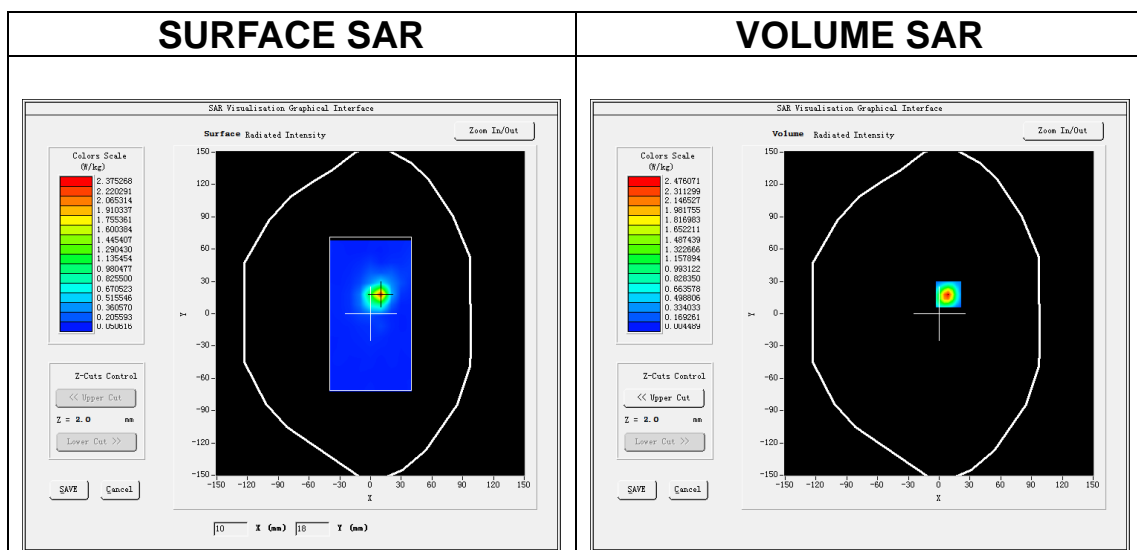 SURFACE SAR
VOLUME SAR
SAR Visualisation Graphical Interface
Surface Radiated Intensity
Zoom In/Out
Colors Scale
(W/kg)
2.375268
2.220291
2.065314
1.910337
1.755361
1.600384
1.445407
1.290430
1.135454
0.980477
0.825500
0.670523
0.515546
0.360570
0.205593
0.050616
150
120
90
60
30
0
-30
-60
-90
-120
-150
Y
-150 -120 -90 -60 -30 0 30 60 90 120 150
X
Z-Cuts Control
<< Upper Cut
Z = 2.0 mm
Lower Cut >>
SAVE Cancel
10 X (mm) 18 Y (mm)
SAR Visualisation Graphical Interface
Volume Radiated Intensity
Zoom In/Out
Colors Scale
(W/kg)
2.476071
2.311299
2.146527
1.981755
1.816983
1.652211
1.487439
1.322666
1.157894
0.993122
0.828350
0.663578
0.498806
0.334033
0.169261
0.004489
150
120
90
60
30
0
-30
-60
-90
-120
-150
Y
-150 -120 -90 -60 -30 0 30 60 90 120 150
X
Z-Cuts Control
<< Upper Cut
Z = 2.0 mm
Lower Cut >>
SAVE Cancel